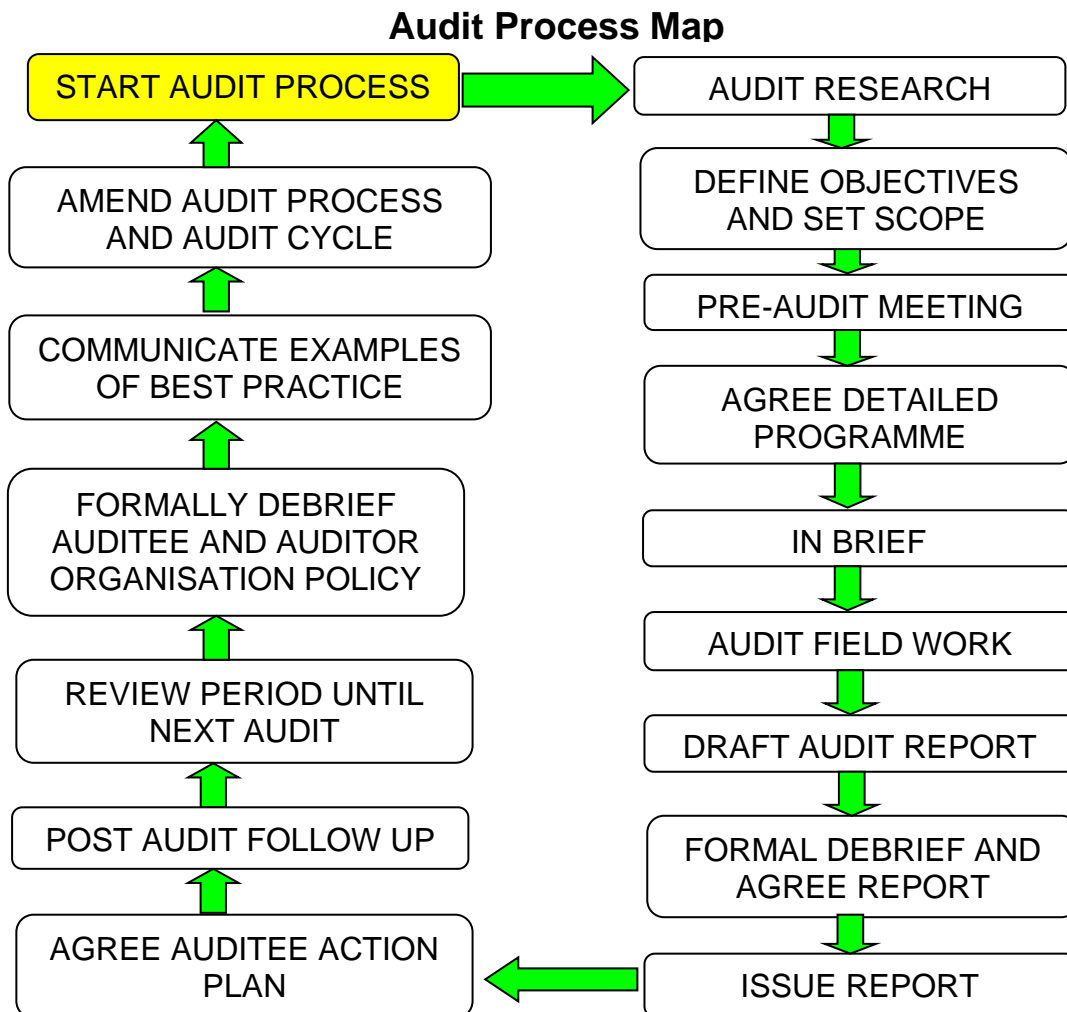 Audit Process Map
START AUDIT PROCESS
AUDIT RESEARCH
DEFINE OBJECTIVES
AND SET SCOPE
PRE-AUDIT MEETING
AGREE DETAILED
PROGRAMME
IN BRIEF
AUDIT FIELD WORK
DRAFT AUDIT REPORT
FORMAL DEBRIEF AND
AGREE REPORT
ISSUE REPORT
AGREE AUDITEE ACTION
PLAN
POST AUDIT FOLLOW UP
REVIEW PERIOD UNTIL
NEXT AUDIT
FORMALLY DEBRIEF
AUDITEE AND AUDITOR
ORGANISATION POLICY
COMMUNICATE EXAMPLES
OF BEST PRACTICE
AMEND AUDIT PROCESS
AND AUDIT CYCLE